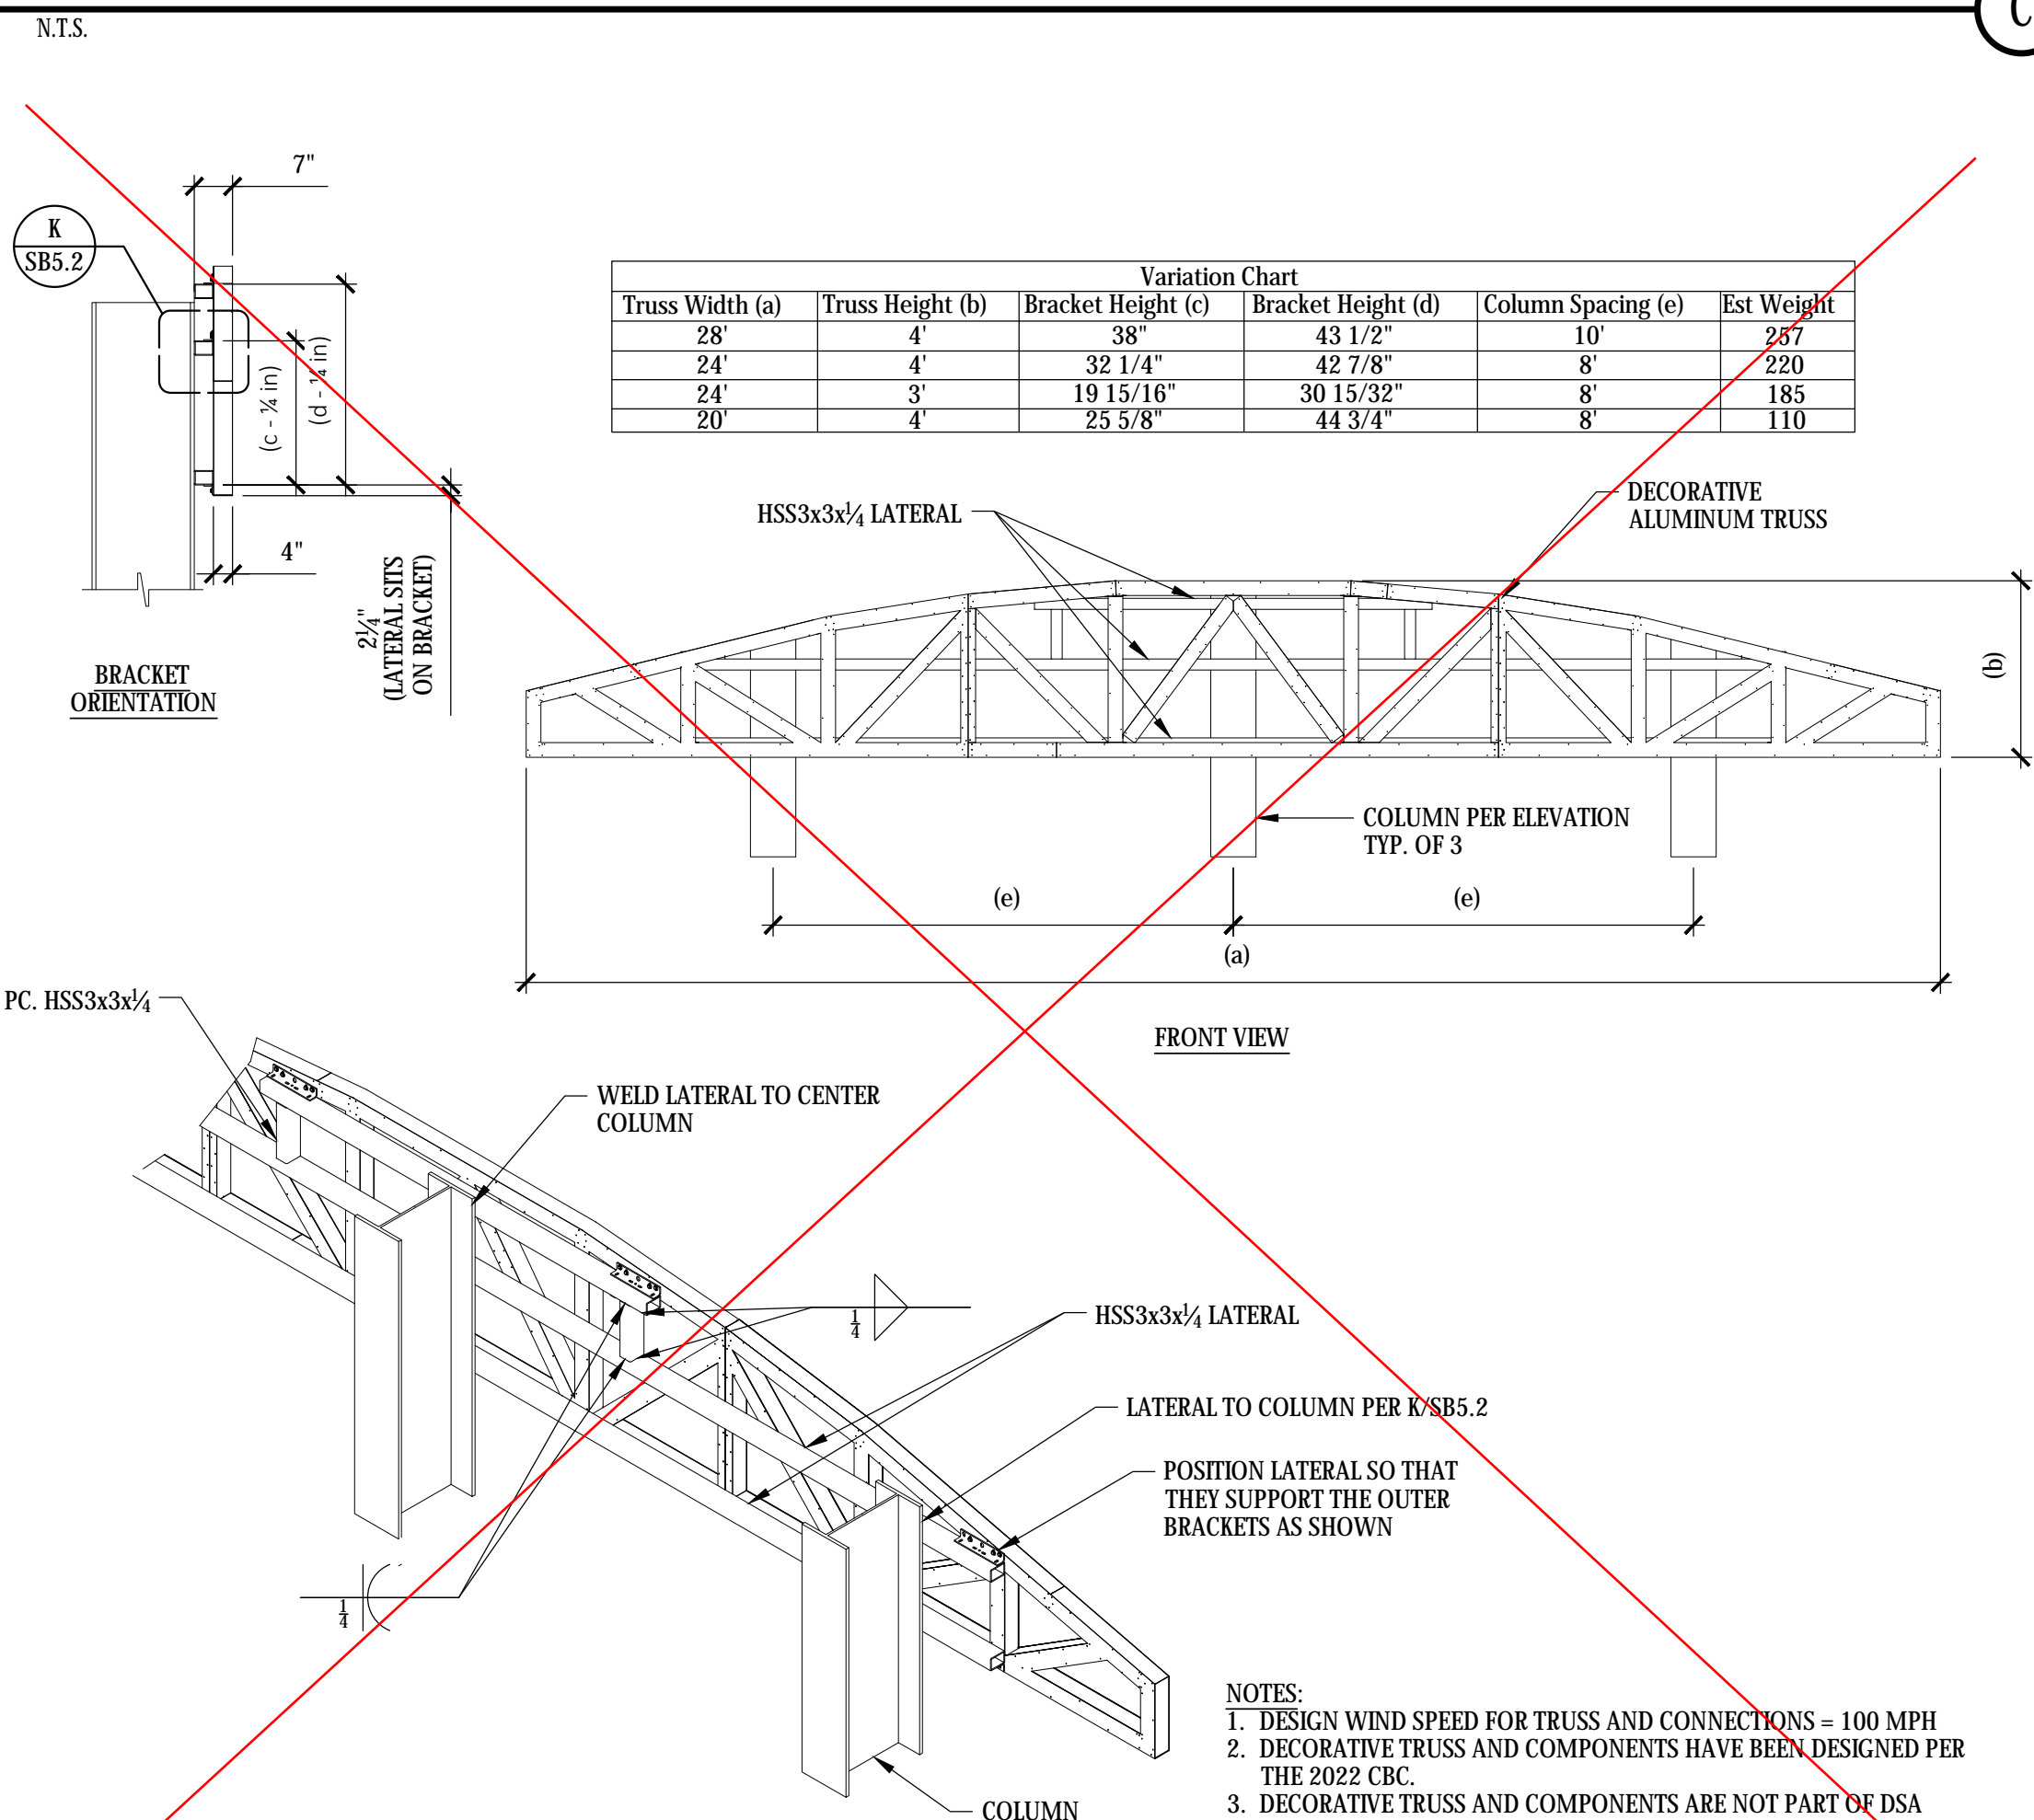 C
N.T.S.
7"
K
SB5.2
(c - ¼ in)
(d - ¼ in)
4"
2¼"
(LATERAL SITS
ON BRACKET)
BRACKET
ORIENTATION
Variation Chart
Truss Width (a) Truss Height (b) Bracket Height (c) Bracket Height (d) Column Spacing (e) Est Weight
28' 4' 38" 43 1/2" 10' 257
24' 4' 32 1/4" 42 7/8" 8' 220
24' 3' 19 15/16" 30 15/32" 8' 185
20' 4' 25 5/8" 44 3/4" 8' 110
HSS3x3x¼ LATERAL
DECORATIVE
ALUMINUM TRUSS
(b)
COLUMN PER ELEVATION
TYP. OF 3
(e)
(e)
(a)
FRONT VIEW
PC. HSS3x3x¼
WELD LATERAL TO CENTER
COLUMN
1/4
HSS3x3x¼ LATERAL
LATERAL TO COLUMN PER K/SB5.2
POSITION LATERAL SO THAT
THEY SUPPORT THE OUTER
BRACKETS AS SHOWN
1/4
COLUMN
NOTES:
1. DESIGN WIND SPEED FOR TRUSS AND CONNECTIONS = 100 MPH
2. DECORATIVE TRUSS AND COMPONENTS HAVE BEEN DESIGNED PER
THE 2022 CBC.
3. DECORATIVE TRUSS AND COMPONENTS ARE NOT PART OF DSA